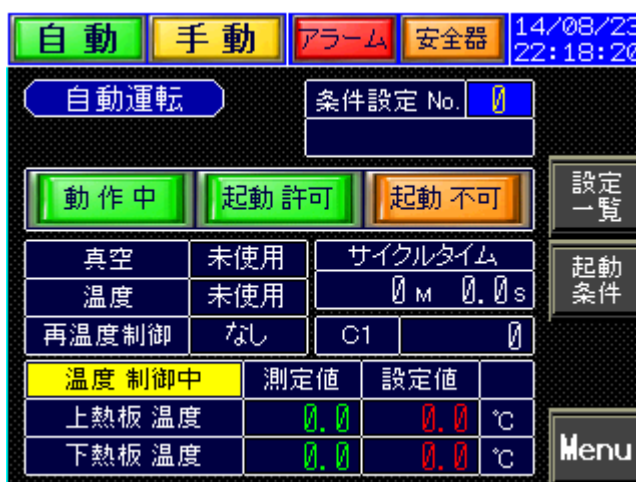 自動 手動 アラーム 安全器 14/08/23
22:18:20
自動運転 条件設定 No. 0
動作中 起動許可 起動不可
設定
一覧
真空 未使用 サイクルタイム
温度 未使用 0 M 0.0 s
起動
条件
再温度制御 なし C1 0
温度 制御中 測定値 設定値
上熱板 温度 0.0 0.0 ℃
下熱板 温度 0.0 0.0 ℃
Menu